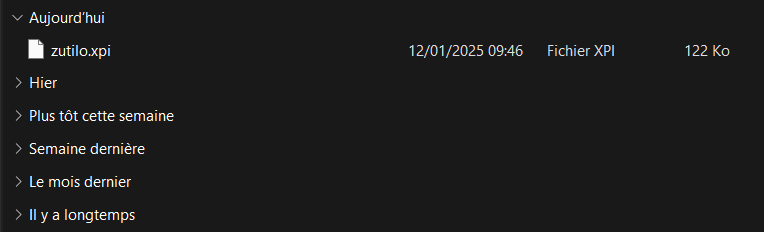 Aujourd'hui
zutilo.xpi 12/01/2025 09:46 Fichier XPI 122 Ko
Hier
Plus tôt cette semaine
Semaine dernière
Le mois dernier
Il y a longtemps